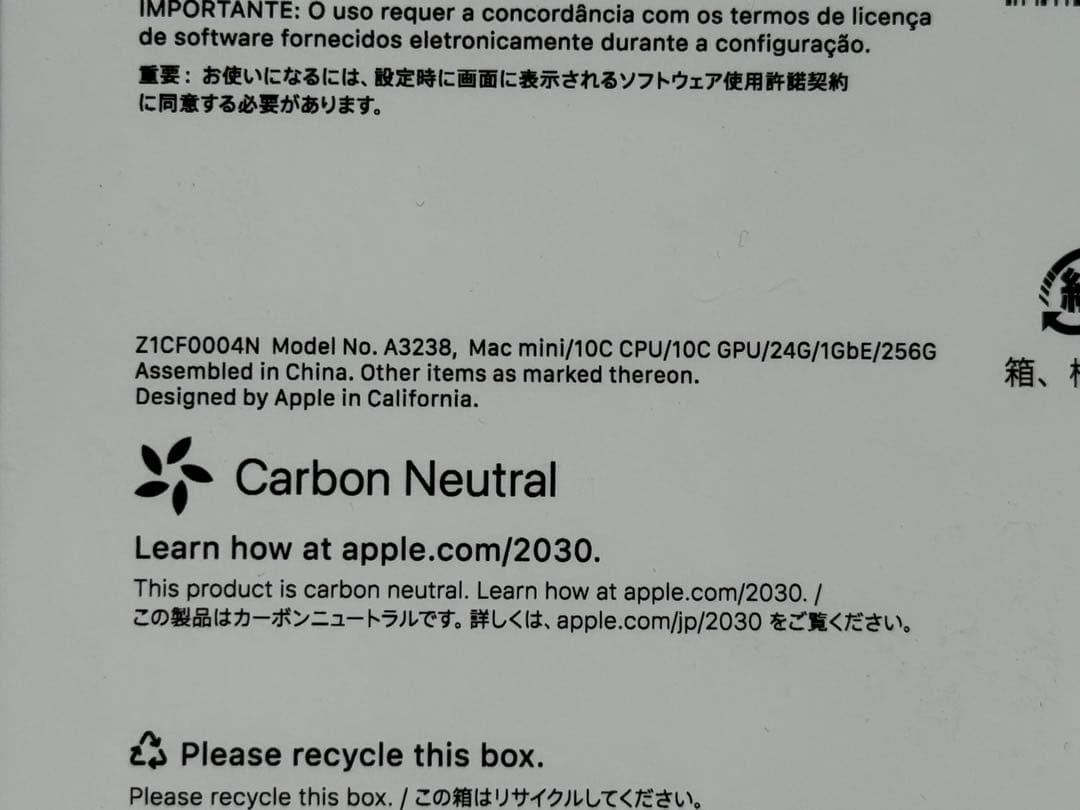 IMPORTANTE: O uso requer a concordância com os termos de licença
de software fornecidos eletronicamente durante a configuração.
重要：お使いになるには、設定時に画面に表示されるソフトウェア使用許諾契約
に同意する必要があります。
Z1CF0004N Model No. A3238, Mac mini/10C CPU/10C GPU/24G/1GbE/256G
Assembled in China. Other items as marked thereon.
Designed by Apple in California.
箱、
Carbon Neutral
Learn how at apple.com/2030.
This product is carbon neutral. Learn how at apple.com/2030. /
この製品はカーボンニュートラルです。詳しくは、apple.com/jp/2030 をご覧ください。
Please recycle this box.
Please recycle this box. / この箱はリサイクルしてください。